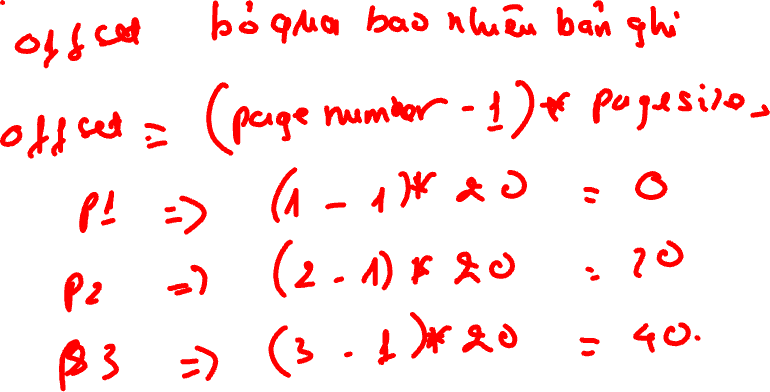 offset bỏ qua bao nhiêu bản ghi
offset = (page number - 1) * pagesize
P1 => (1 - 1) * 20 = 0
P2 => (2 - 1) * 20 = 20
P3 => (3 - 1) * 20 = 40.